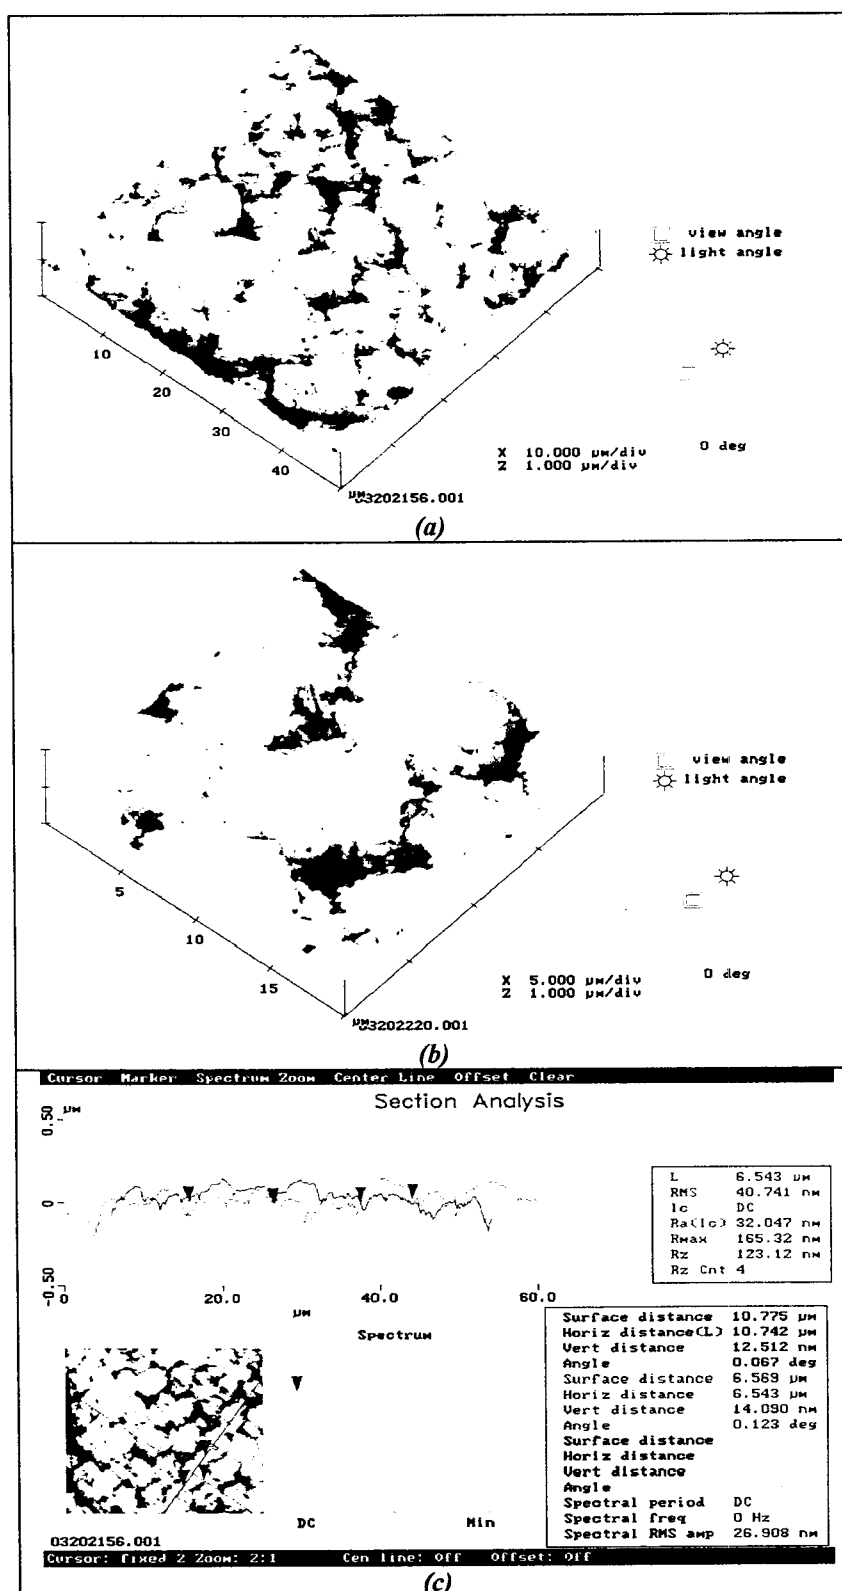 view angle
light angle
10
20
30
40
X 10.000 µm/div
Z 1.000 µm/div
0 deg
µm
03202156.001
(a)
view angle
light angle
5
10
15
X 5.000 µm/div
Z 1.000 µm/div
0 deg
µm
03202220.001
(b)
Cursor Marker Spectrum Zoom Center Line Offset Clear
Section Analysis
µm
0.50
0
-0.50
0 20.0 40.0 60.0
µm
L 6.543 µm
RMS 40.741 nm
lc DC
Ra(lc) 32.047 nm
Rmax 165.32 nm
Rz 123.12 nm
Rz Cnt 4
Spectrum
DC Min
Surface distance 10.775 µm
Horiz distance(L) 10.742 µm
Vert distance 12.512 nm
Angle 0.067 deg
Surface distance 6.569 µm
Horiz distance 6.543 µm
Vert distance 14.090 nm
Angle 0.123 deg
Surface distance
Horiz distance
Vert distance
Angle
Spectral period DC
Spectral freq 0 Hz
Spectral RMS amp 26.908 nm
03202156.001
Cursor: fixed 2 Zoom: 2:1 Cen line: Off Offset: Off
(c)